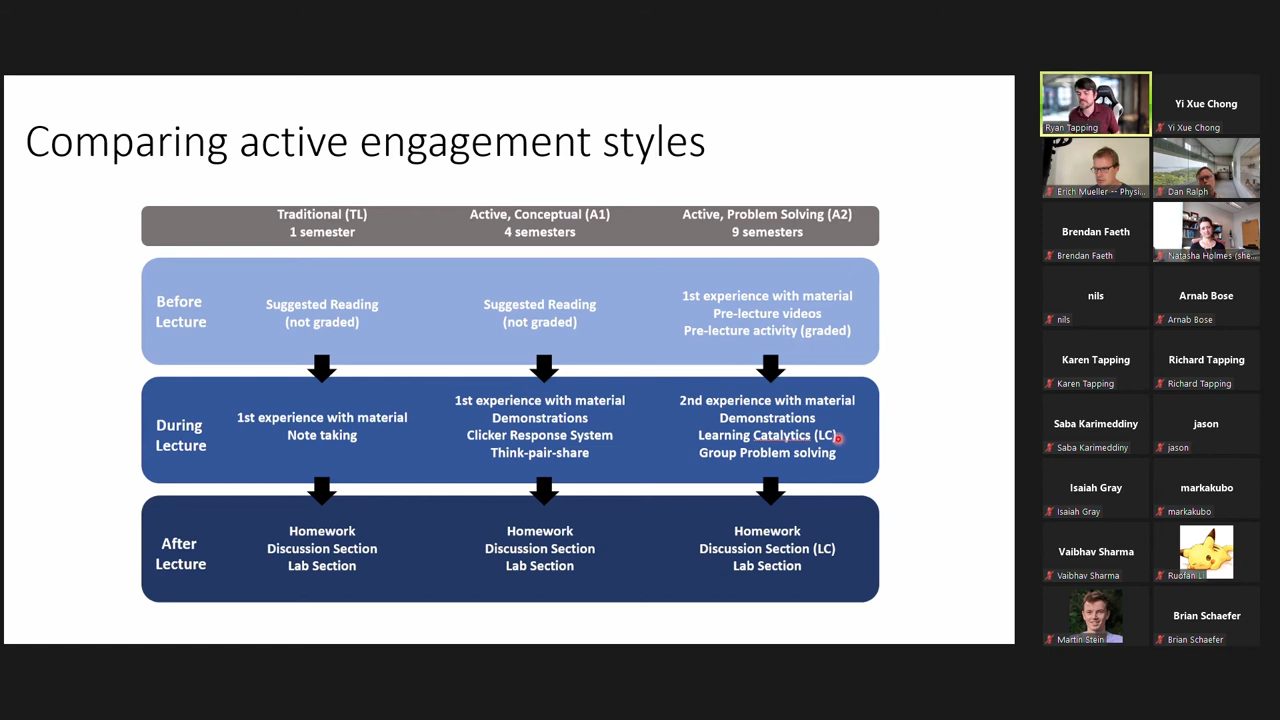 Comparing active engagement styles
Traditional (TL)
1 semester
Active, Conceptual (A1)
4 semesters
Active, Problem Solving (A2)
9 semesters
Before
Lecture
Suggested Reading
(not graded)
Suggested Reading
(not graded)
1st experience with material
Pre-lecture videos
Pre-lecture activity (graded)
During
Lecture
1st experience with material
Note taking
1st experience with material
Demonstrations
Clicker Response System
Think-pair-share
2nd experience with material
Demonstrations
Learning Catalytics (LC)
Group Problem solving
After
Lecture
Homework
Discussion Section
Lab Section
Homework
Discussion Section
Lab Section
Homework
Discussion Section (LC)
Lab Section
Ryan Tapping
Yi Xue Chong
Yi Xue Chong
Erich Mueller -- Physi...
Dan Ralph
Brendan Faeth
Brendan Faeth
Natasha Holmes (she...
nils
nils
Arnab Bose
Arnab Bose
Karen Tapping
Karen Tapping
Richard Tapping
Richard Tapping
Saba Karimeddiny
Saba Karimeddiny
jason
jason
Isaiah Gray
Isaiah Gray
markakubo
markakubo
Vaibhav Sharma
Vaibhav Sharma
Ruofan Li
Martin Stein
Brian Schaefer
Brian Schaefer